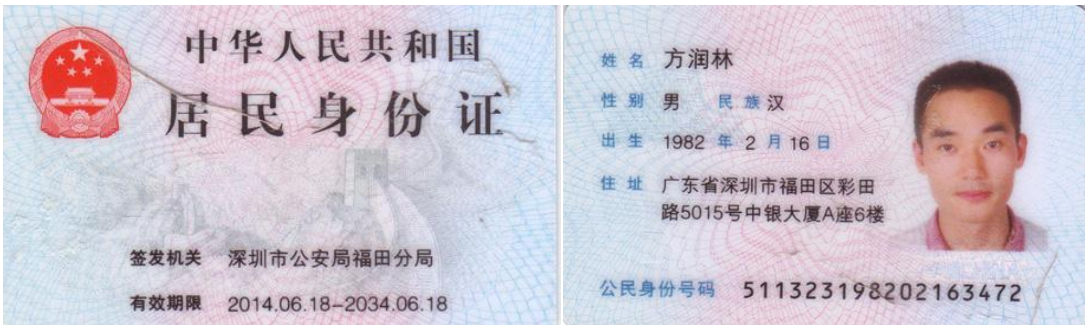 中华人民共和国
居民身份证
签发机关 深圳市公安局福田分局
有效期限 2014.06.18-2034.06.18
姓名 方润林
性别 男 民族 汉
出生 1982 年 2 月 16 日
住址 广东省深圳市福田区彩田
路5015号中银大厦A座6楼
公民身份号码 511323198202163472